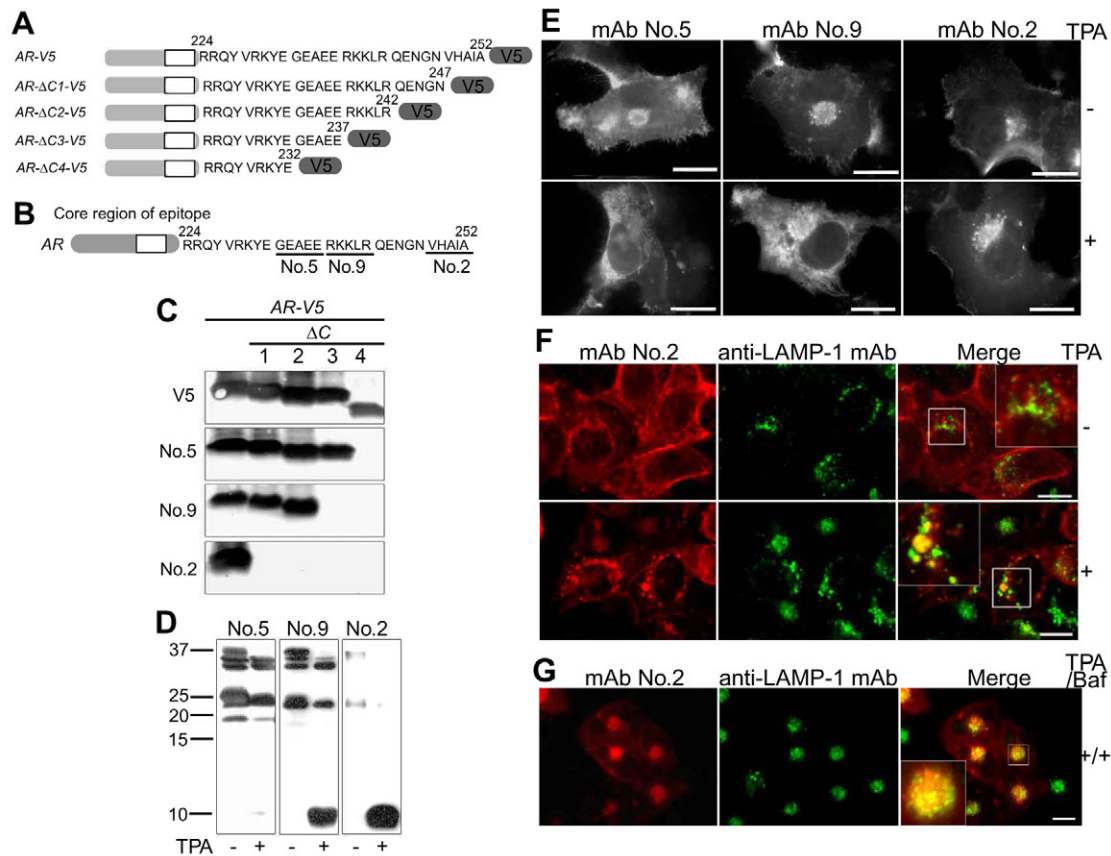 A
224
252
AR-V5 RRQY VRKYE GEAEE RKKLR QENGN VHAIA V5
247
AR-ΔC1-V5 RRQY VRKYE GEAEE RKKLR QENGN V5
242
AR-ΔC2-V5 RRQY VRKYE GEAEE RKKLR V5
237
AR-ΔC3-V5 RRQY VRKYE GEAEE V5
232
AR-ΔC4-V5 RRQY VRKYE V5
B
Core region of epitope
224
252
AR RRQY VRKYE GEAEE RKKLR QENGN VHAIA
No.5 No.9 No.2
C
AR-V5
ΔC
1 2 3 4
V5
No.5
No.9
No.2
D
No.5 No.9 No.2
37
25
20
15
10
TPA - + - + - +
E
mAb No.5 mAb No.9 mAb No.2 TPA
-
+
F
mAb No.2 anti-LAMP-1 mAb Merge TPA
-
+
G
mAb No.2 anti-LAMP-1 mAb Merge TPA
/Baf
+/+